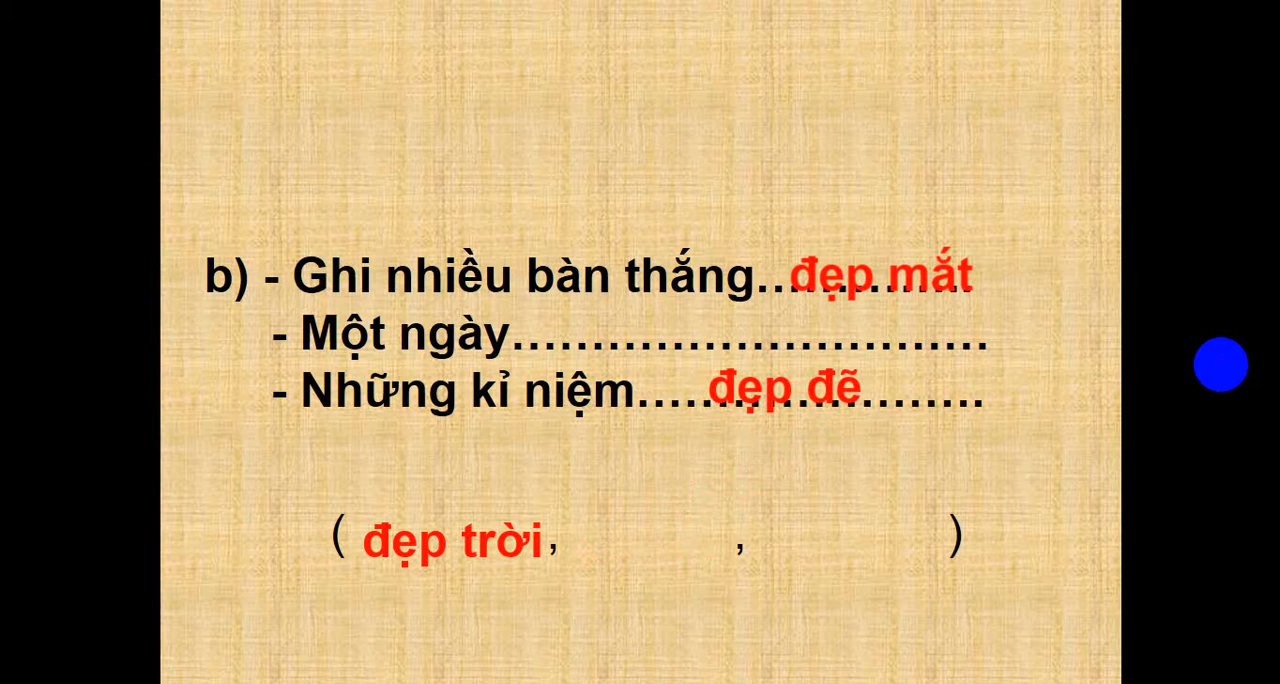 b) - Ghi nhiều bàn thắng..đẹp mắt
- Một ngày..............................
- Những kỉ niệm.....đẹp đẽ........
( đẹp trời, , )